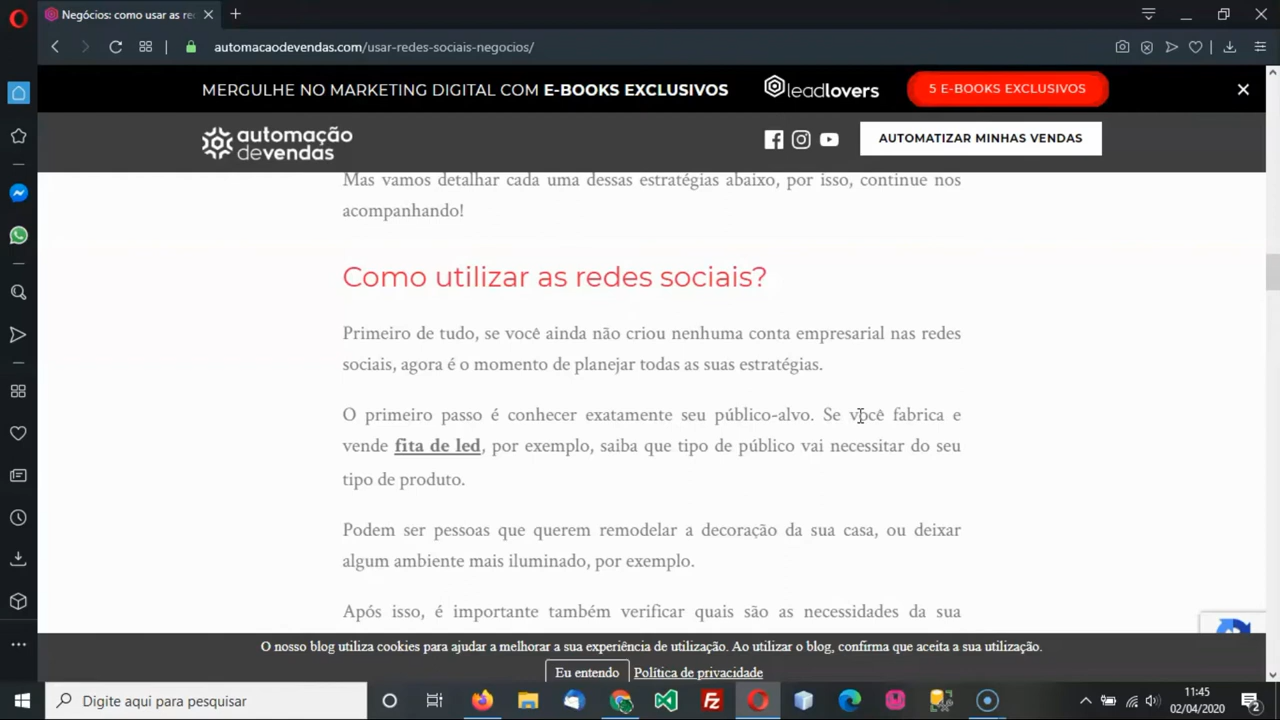 Negócios: como usar as re
automacaodevendas.com/usar-redes-sociais-negocios/
MERGULHE NO MARKETING DIGITAL COM E-BOOKS EXCLUSIVOS
leadlovers
5 E-BOOKS EXCLUSIVOS
automação
devendas
AUTOMATIZAR MINHAS VENDAS
Mas vamos detalhar cada uma dessas estratégias abaixo, por isso, continue nos
acompanhando!
Como utilizar as redes sociais?
Primeiro de tudo, se você ainda não criou nenhuma conta empresarial nas redes
sociais, agora é o momento de planejar todas as suas estratégias.
O primeiro passo é conhecer exatamente seu público-alvo. Se você fabrica e
vende fita de led, por exemplo, saiba que tipo de público vai necessitar do seu
tipo de produto.
Podem ser pessoas que querem remodelar a decoração da sua casa, ou deixar
algum ambiente mais iluminado, por exemplo.
Após isso, é importante também verificar quais são as necessidades da sua
O nosso blog utiliza cookies para ajudar a melhorar a sua experiência de utilização. Ao utilizar o blog, confirma que aceita a sua utilização.
Eu entendo Política de privacidade
Digite aqui para pesquisar
11:45
02/04/2020
2